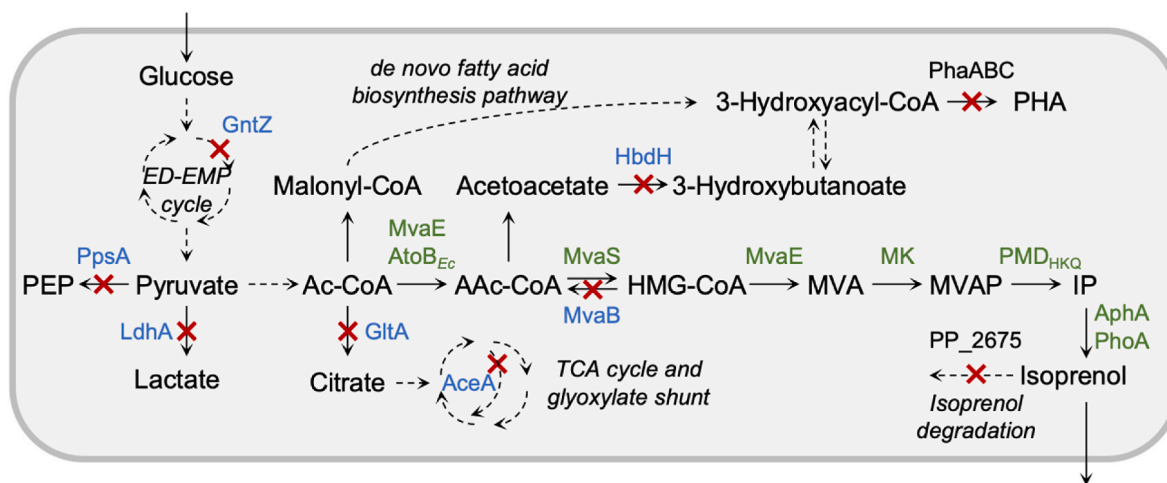 Glucose
de novo fatty acid
biosynthesis pathway
PhaABC
3-Hydroxyacyl-CoA
PHA
GntZ
ED-EMP
cycle
Malonyl-CoA
Acetoacetate
HbdH
3-Hydroxybutanoate
MvaE
AtoB_Ec
PpsA
PEP
Pyruvate
Ac-CoA
AAc-CoA
MvaS
MvaB
HMG-CoA
MvaE
MVA
MK
MVAP
PMD_HKQ
IP
LdhA
Lactate
GltA
Citrate
AceA
TCA cycle and
glyoxylate shunt
AphA
PhoA
PP_2675
Isoprenol
Isoprenol
degradation